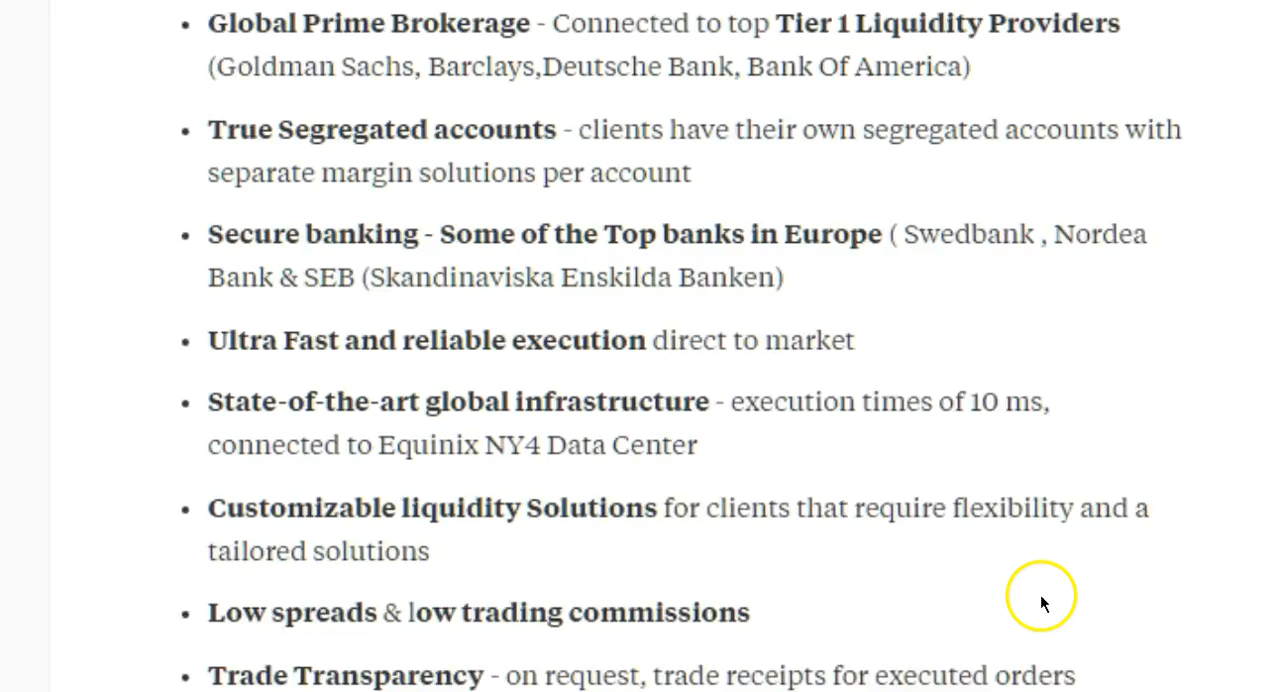 • Global Prime Brokerage - Connected to top Tier 1 Liquidity Providers
(Goldman Sachs, Barclays,Deutsche Bank, Bank Of America)
• True Segregated accounts - clients have their own segregated accounts with
separate margin solutions per account
• Secure banking - Some of the Top banks in Europe ( Swedbank , Nordea
Bank & SEB (Skandinaviska Enskilda Banken)
• Ultra Fast and reliable execution direct to market
• State-of-the-art global infrastructure - execution times of 10 ms,
connected to Equinix NY4 Data Center
• Customizable liquidity Solutions for clients that require flexibility and a
tailored solutions
• Low spreads & low trading commissions
• Trade Transparency - on request, trade receipts for executed orders